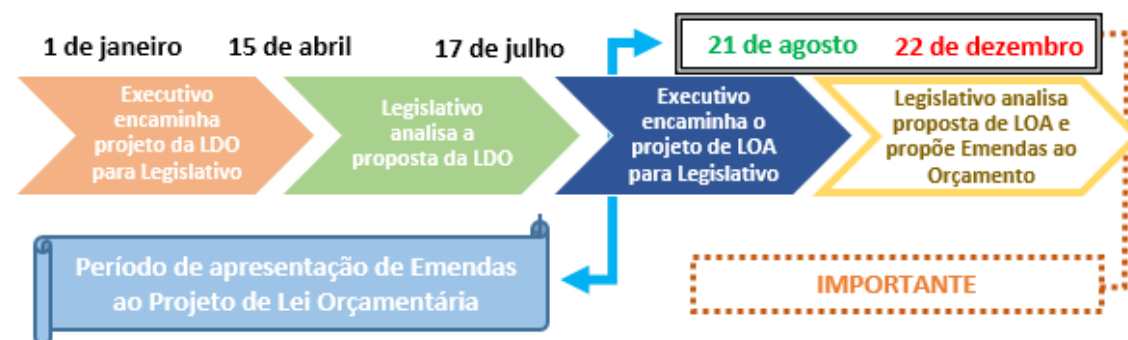 1 de janeiro
15 de abril
17 de julho
21 de agosto
22 de dezembro
Executivo
encaminha
projeto da LDO
para Legislativo
Legislativo
analisa a
proposta da LDO
Executivo
encaminha o
projeto de LOA
para Legislativo
Legislativo analisa
proposta de LOA e
propõe Emendas ao
Orçamento
Período de apresentação de Emendas
ao Projeto de Lei Orçamentária
IMPORTANTE